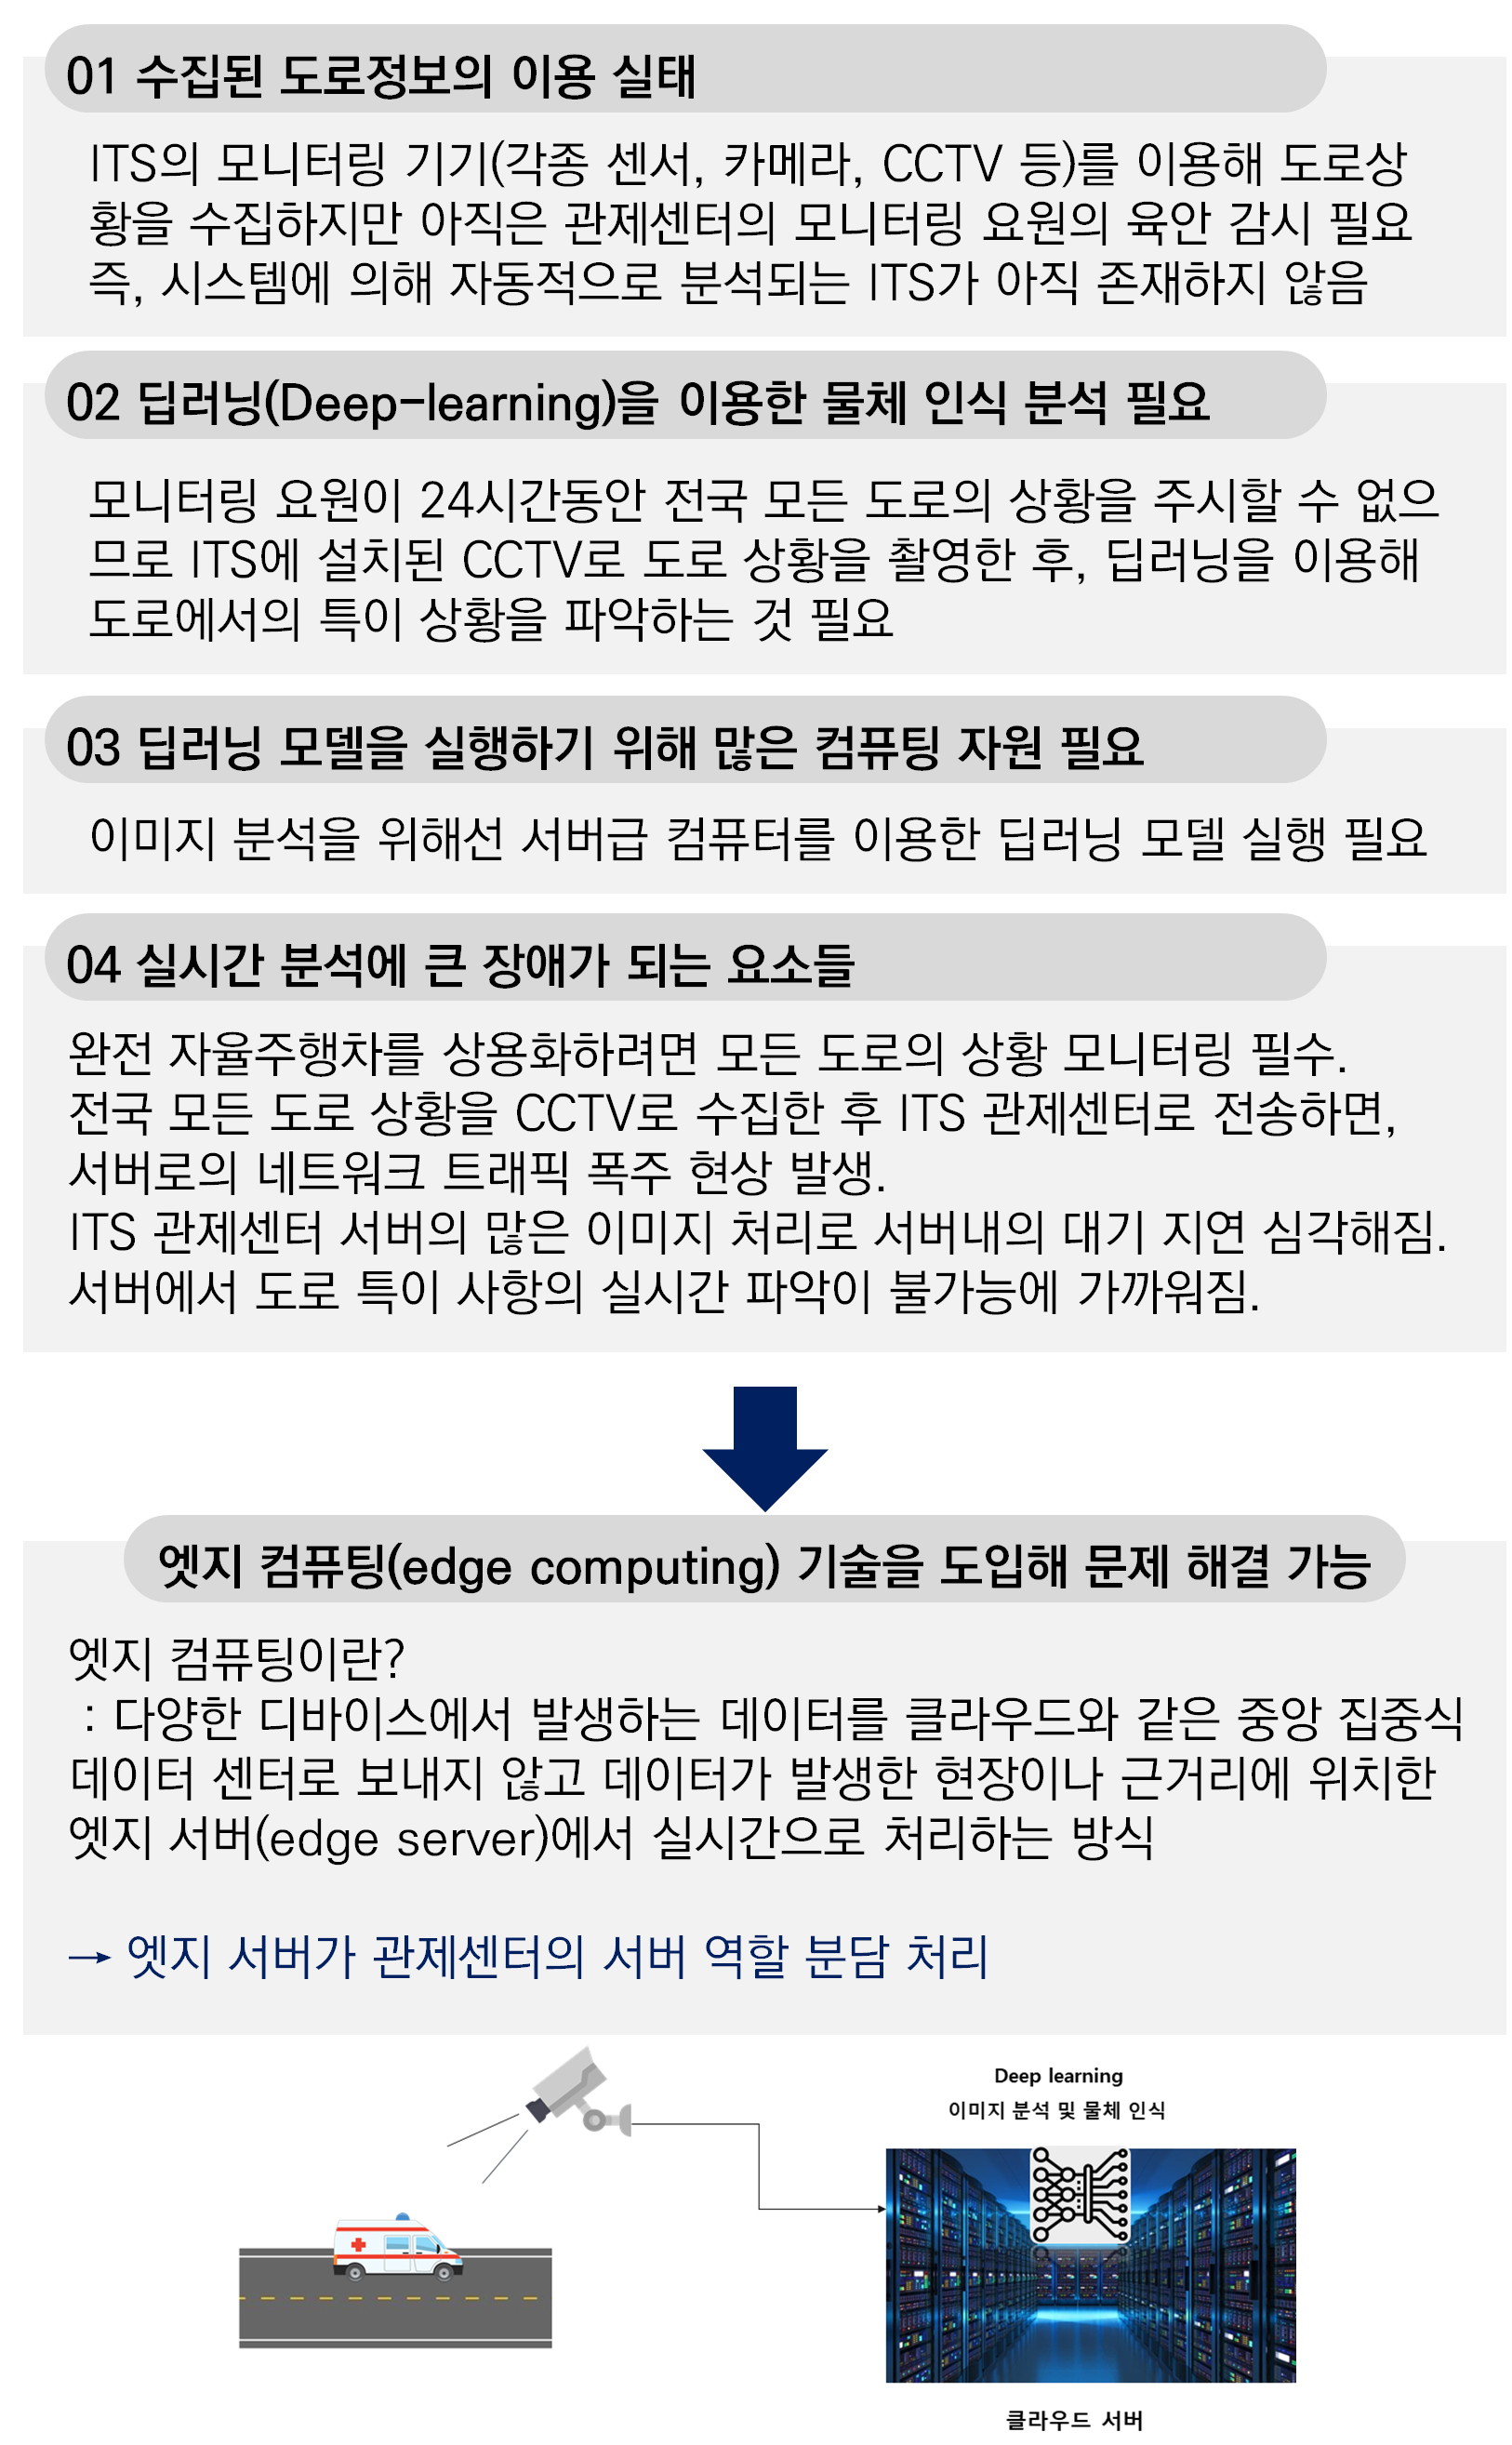 01 수집된 도로정보의 이용 실태
ITS의 모니터링 기기(각종 센서, 카메라, CCTV 등)를 이용해 도로상
황을 수집하지만 아직은 관제센터의 모니터링 요원의 육안 감시 필요
즉, 시스템에 의해 자동적으로 분석되는 ITS가 아직 존재하지 않음
02 딥러닝(Deep-learning)을 이용한 물체 인식 분석 필요
모니터링 요원이 24시간동안 전국 모든 도로의 상황을 주시할 수 없으
므로 ITS에 설치된 CCTV로 도로 상황을 촬영한 후, 딥러닝을 이용해
도로에서의 특이 상황을 파악하는 것 필요
03 딥러닝 모델을 실행하기 위해 많은 컴퓨팅 자원 필요
이미지 분석을 위해선 서버급 컴퓨터를 이용한 딥러닝 모델 실행 필요
04 실시간 분석에 큰 장애가 되는 요소들
완전 자율주행차를 상용화하려면 모든 도로의 상황 모니터링 필수.
전국 모든 도로 상황을 CCTV로 수집한 후 ITS 관제센터로 전송하면,
서버로의 네트워크 트래픽 폭주 현상 발생.
ITS 관제센터 서버의 많은 이미지 처리로 서버내의 대기 지연 심각해짐.
서버에서 도로 특이 사항의 실시간 파악이 불가능에 가까워짐.
엣지 컴퓨팅(edge computing) 기술을 도입해 문제 해결 가능
엣지 컴퓨팅이란?
: 다양한 디바이스에서 발생하는 데이터를 클라우드와 같은 중앙 집중식
데이터 센터로 보내지 않고 데이터가 발생한 현장이나 근거리에 위치한
엣지 서버(edge server)에서 실시간으로 처리하는 방식
→ 엣지 서버가 관제센터의 서버 역할 분담 처리
Deep learning
이미지 분석 및 물체 인식
클라우드 서버